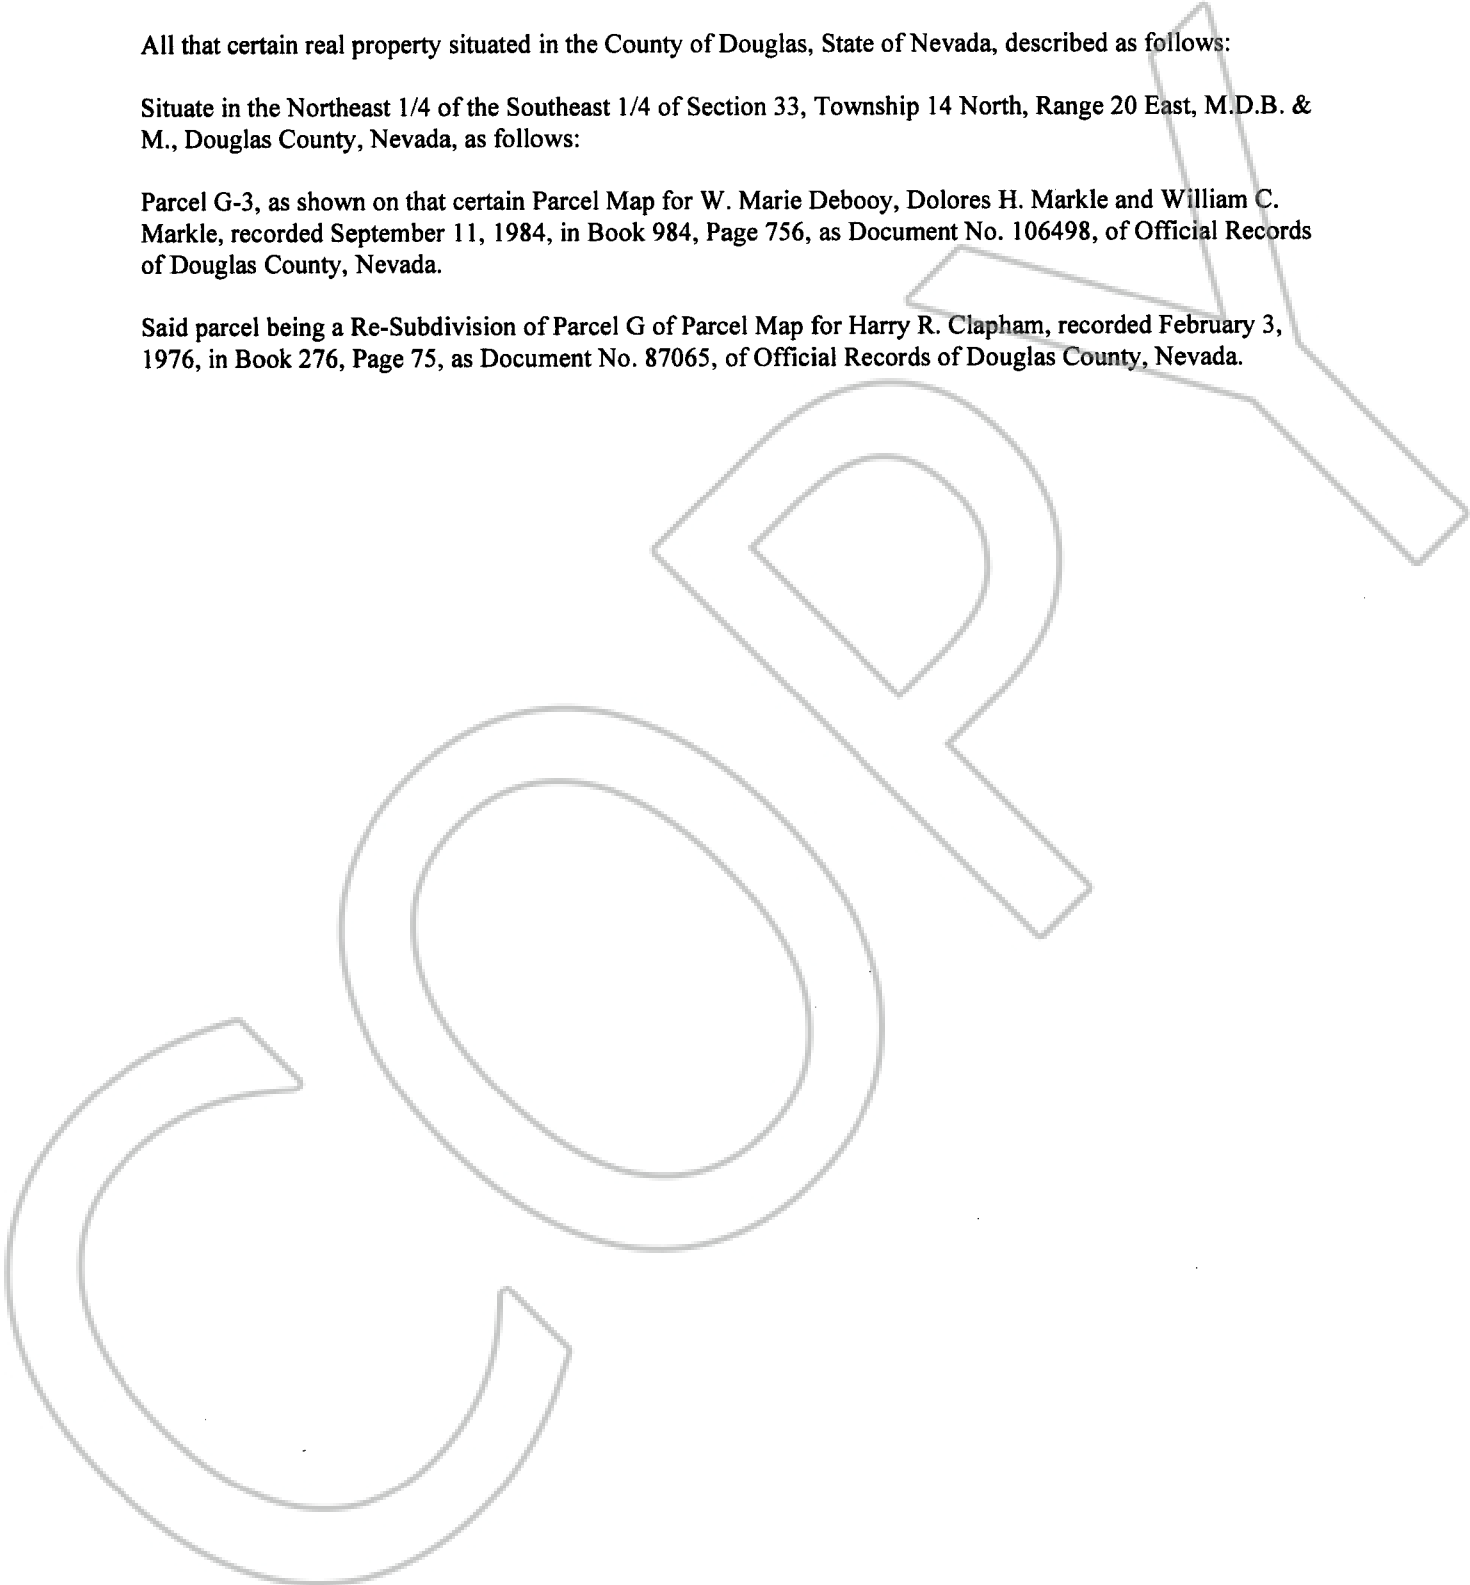 All that certain real property situated in the County of Douglas, State of Nevada, described as follows:
Situate in the Northeast 1/4 of the Southeast 1/4 of Section 33, Township 14 North, Range 20 East, M.D.B. &
M., Douglas County, Nevada, as follows:
Parcel G-3, as shown on that certain Parcel Map for W. Marie Debooy, Dolores H. Markle and William C.
Markle, recorded September 11, 1984, in Book 984, Page 756, as Document No. 106498, of Official Records
of Douglas County, Nevada.
Said parcel being a Re-Subdivision of Parcel G of Parcel Map for Harry R. Clapham, recorded February 3,
1976, in Book 276, Page 75, as Document No. 87065, of Official Records of Douglas County, Nevada.
COPY